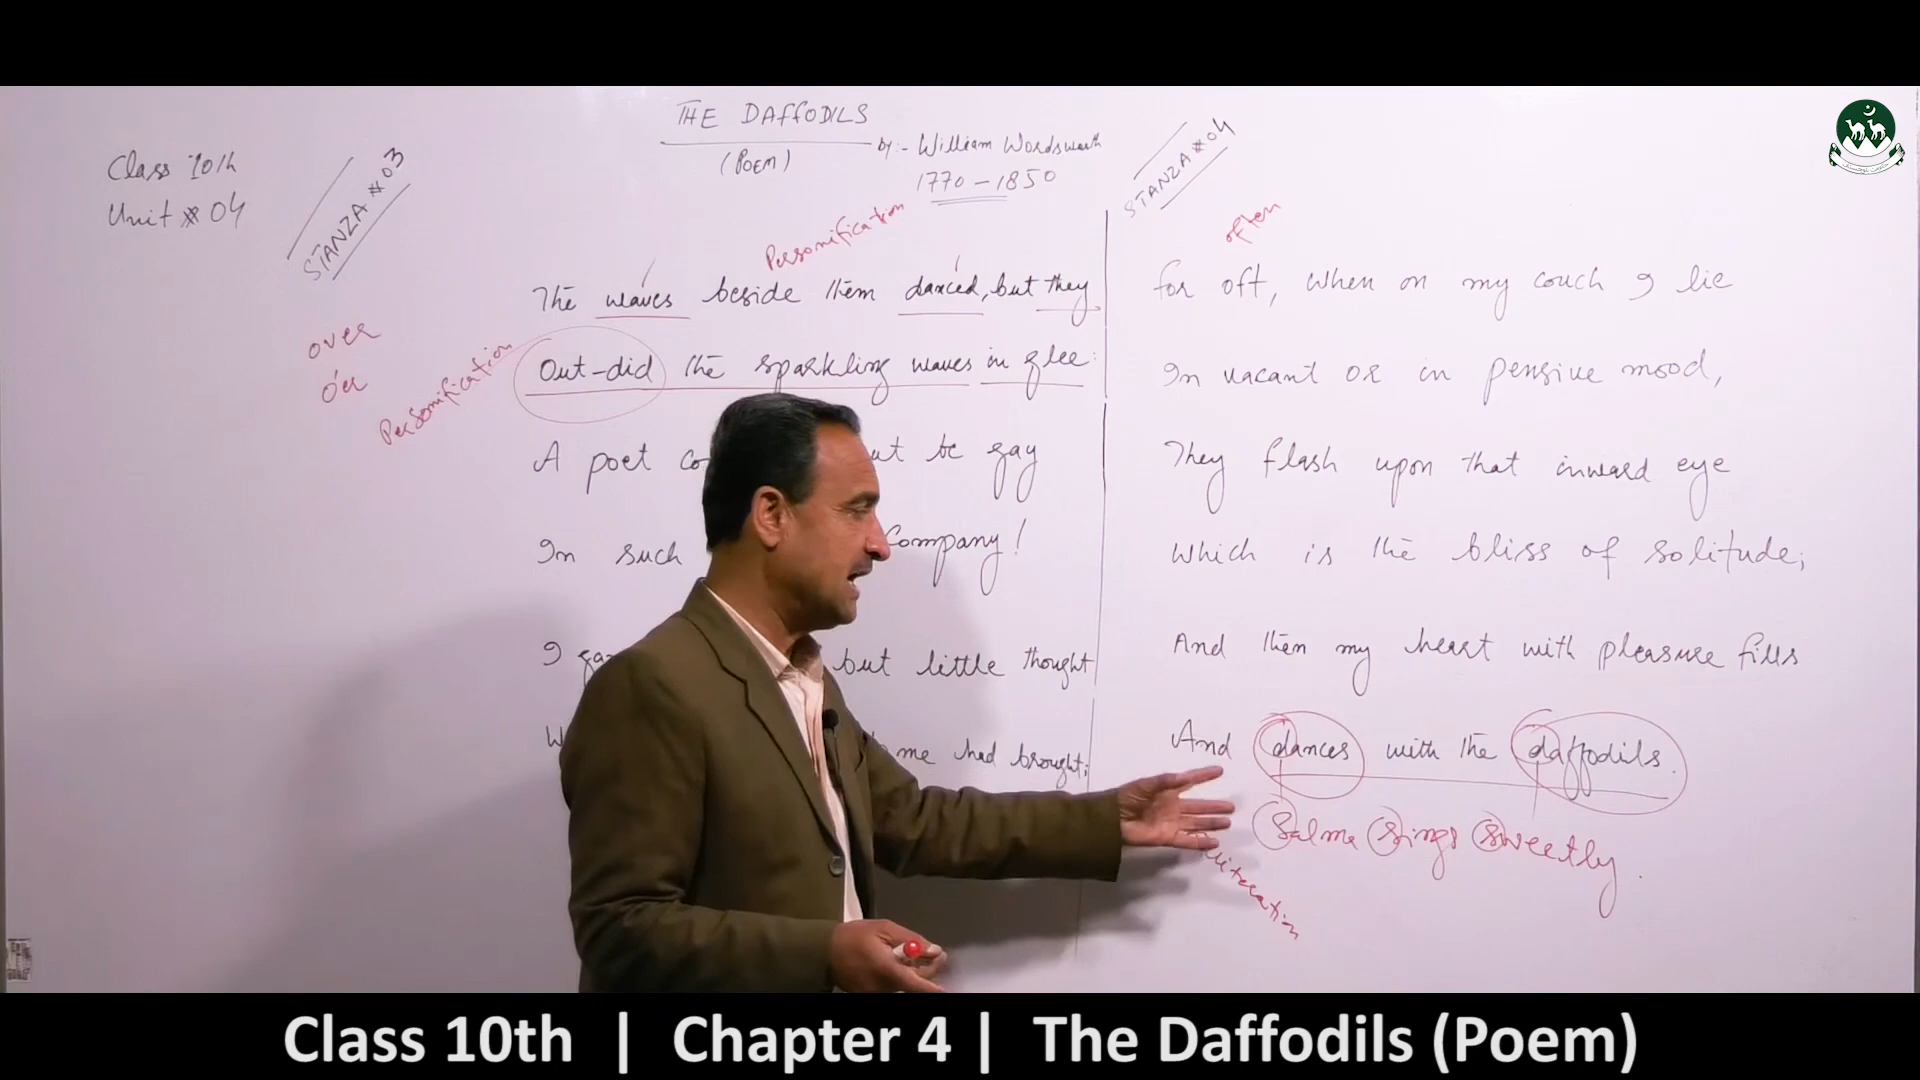 THE DAFFODILS
(POEM)
by:- William Wordsworth
1770-1850
Class 10th
Unit # 04
STANZA # 03
Personification
The waves beside them danced, but they
over
o'er
Personification
Out-did the sparkling waves in glee:
A poet be gay
In such Company!
I but little thought
me had brought;
STANZA # 04
often
For oft, when on my couch I lie
In vacant or in pensive mood,
They flash upon that inward eye
Which is the bliss of solitude;
And then my heart with pleasure fills
And dances with the daffodils.
Salma Sings Sweetly.
Class 10th | Chapter 4 | The Daffodils (Poem)